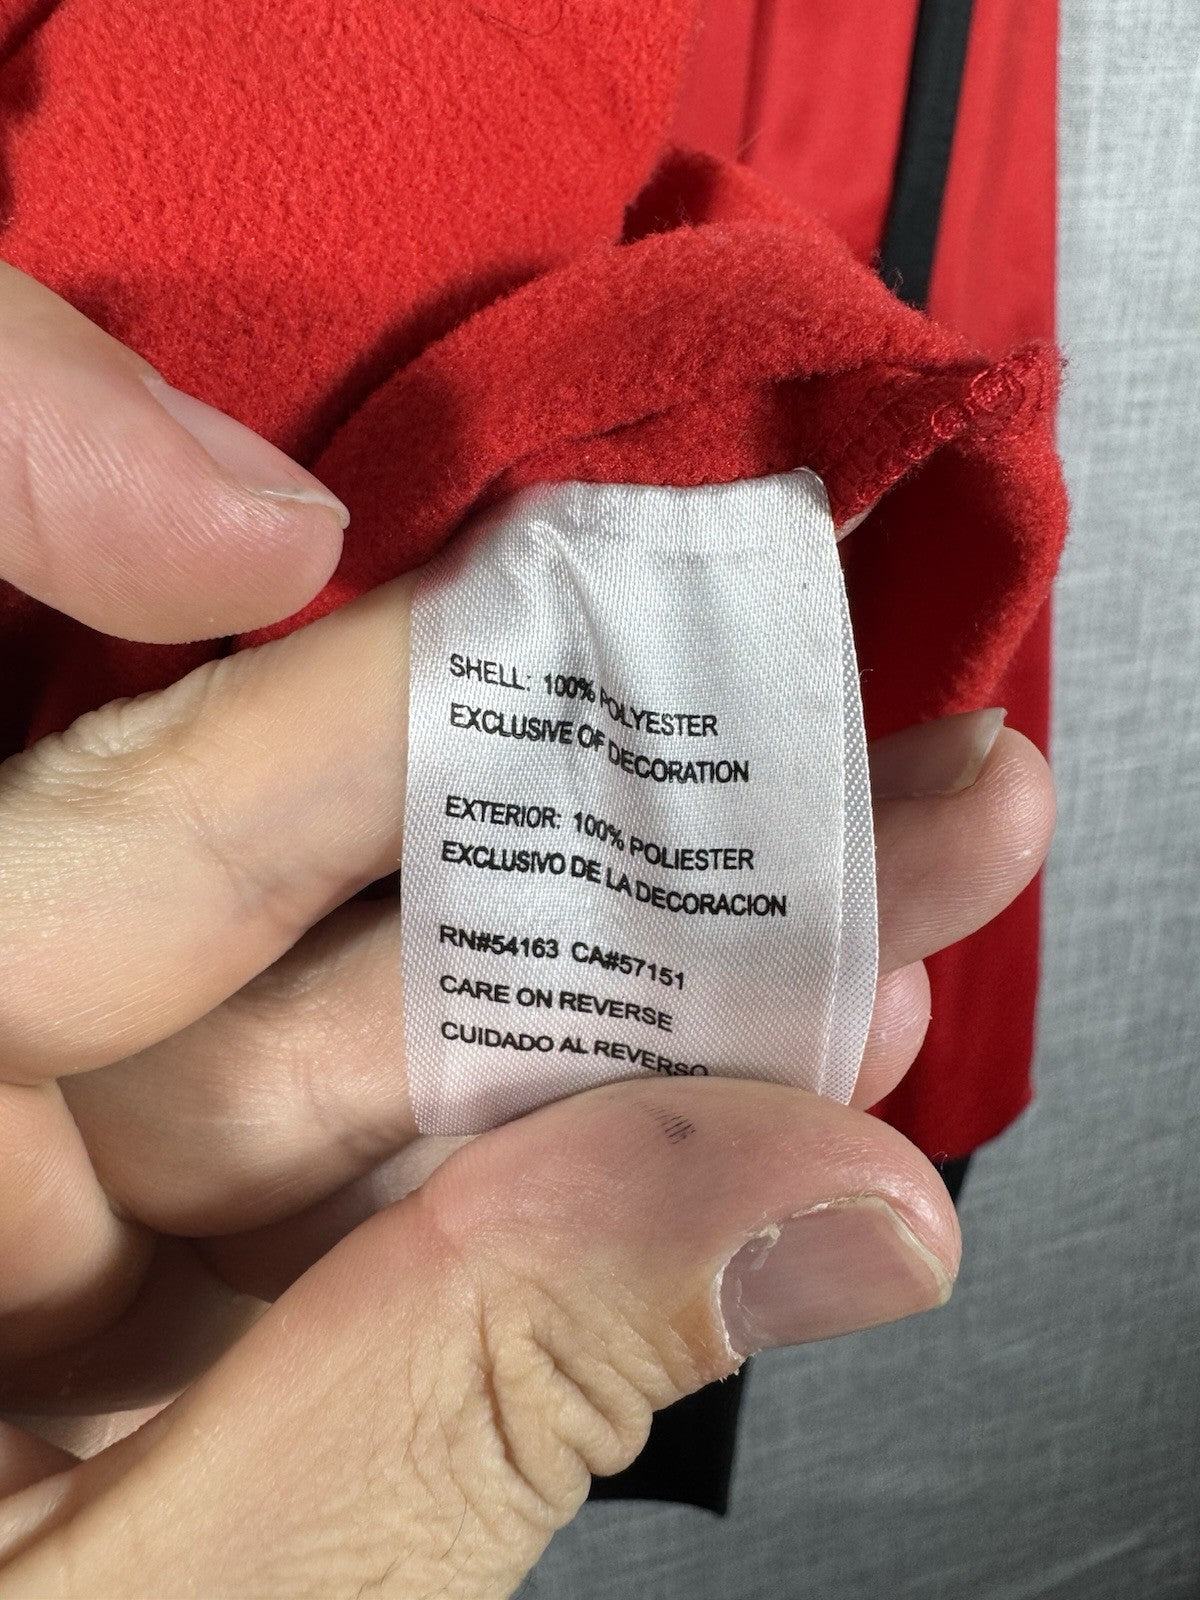 SHELL: 100% POLYESTER
EXCLUSIVE OF DECORATION
EXTERIOR: 100% POLIESTER
EXCLUSIVO DE LA DECORACION
RN#54163 CA#57151
CARE ON REVERSE
CUIDADO AL REVERSO